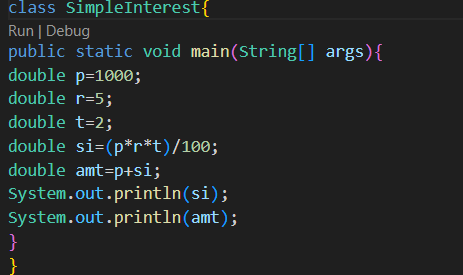 class SimpleInterest{
Run | Debug
public static void main(String[] args){
double p=1000;
double r=5;
double t=2;
double si=(p*r*t)/100;
double amt=p+si;
System.out.println(si);
System.out.println(amt);
}
}